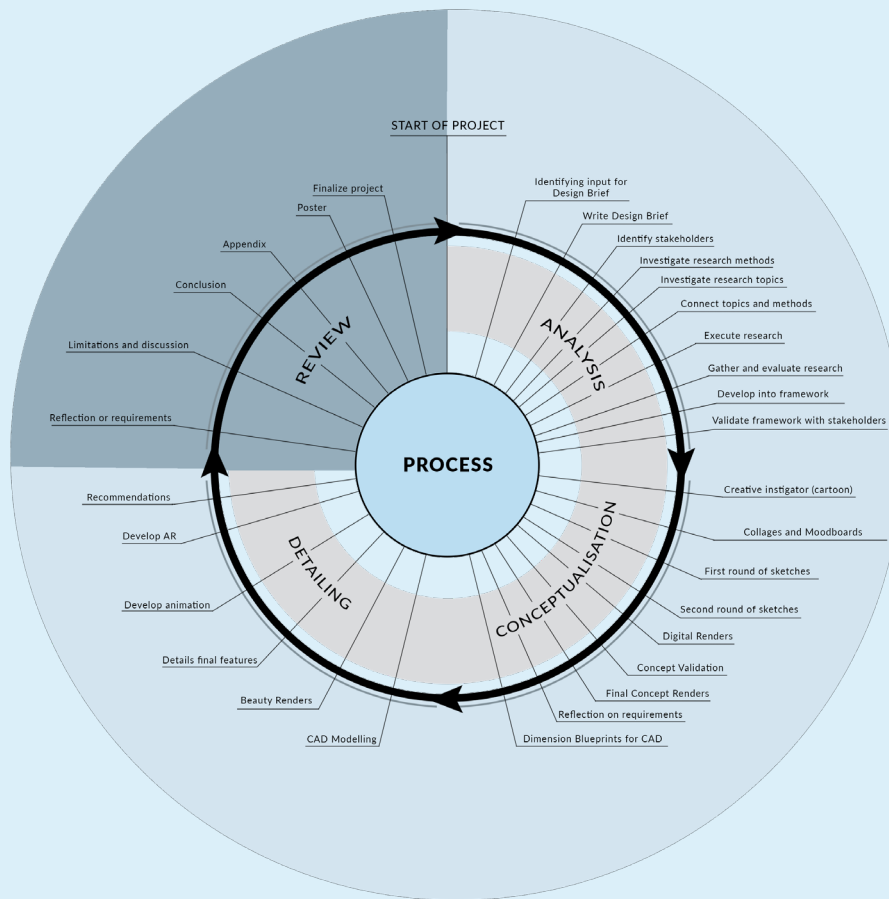 START OF PROJECT
Identifying input for
Design Brief
Write Design Brief
Identify stakeholders
Investigate research methods
Investigate research topics
Connect topics and methods
Execute research
Gather and evaluate research
Develop into framework
Validate framework with stakeholders
ANALYSIS
Creative instigator (cartoon)
Collages and Moodboards
First round of sketches
Second round of sketches
Digital Renders
Concept Validation
Final Concept Renders
Reflection on requirements
Dimension Blueprints for CAD
CONCEPTUALISATION
CAD Modelling
Beauty Renders
Details final features
Develop animation
Develop AR
Recommendations
DETAILING
Reflection or requirements
Limitations and discussion
Conclusion
Appendix
Poster
Finalize project
REVIEW
PROCESS